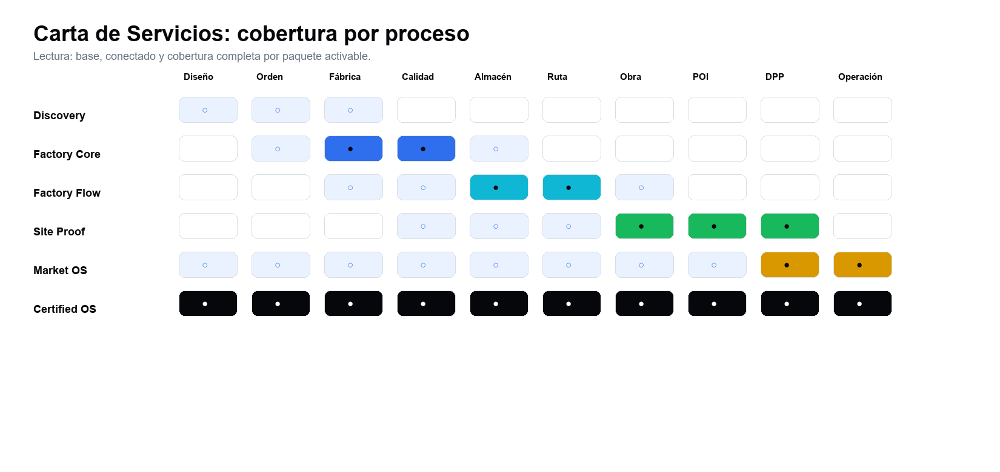 Carta de Servicios: cobertura por proceso
Lectura: base, conectado y cobertura completa por paquete activable.
Diseño Orden Fábrica Calidad Almacén Ruta Obra POI DPP Operación
Discovery ○ ○ ○
Factory Core ○ ● ● ○
Factory Flow ○ ○ ● ● ○
Site Proof ○ ○ ○ ● ● ●
Market OS ○ ○ ○ ○ ○ ○ ○ ○ ● ●
Certified OS ● ● ● ● ● ● ● ● ● ●